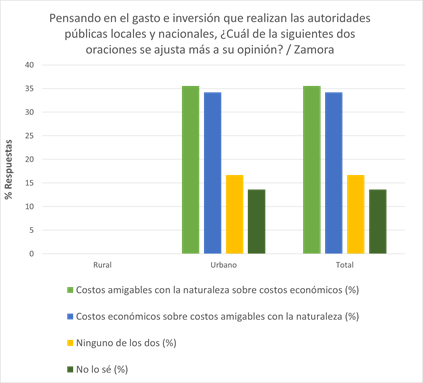 Pensando en el gasto e inversión que realizan las autoridades
públicas locales y nacionales, ¿Cuál de la siguientes dos
oraciones se ajusta más a su opinión? / Zamora
% Respuestas
40
35
30
25
20
15
10
5
0
Rural Urbano Total
Costos amigables con la naturaleza sobre costos económicos (%)
Costos económicos sobre costos amigables con la naturaleza (%)
Ninguno de los dos (%)
No lo sé (%)